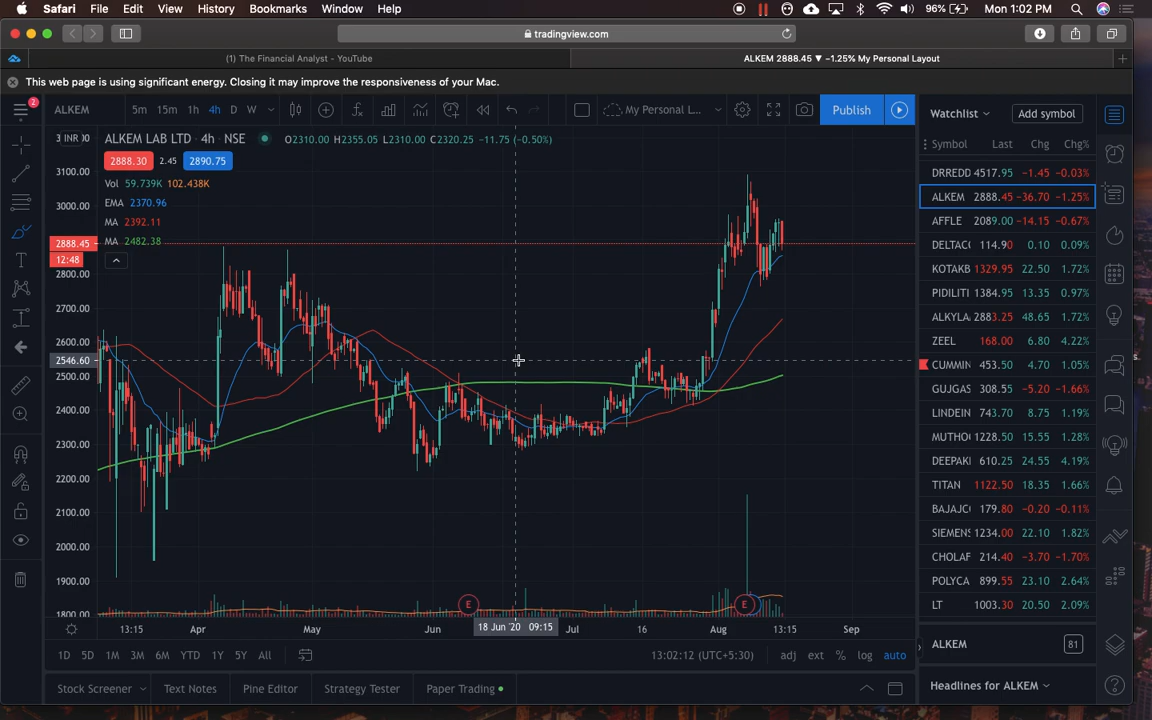 Safari File Edit View History Bookmarks Window Help 96% Mon 1:02 PM
tradingview.com
(1) The Financial Analyst - YouTube ALKEM 2888.45 ▼ −1.25% My Personal Layout
This web page is using significant energy. Closing it may improve the responsiveness of your Mac.
2 ALKEM 5m 15m 1h 4h D W My Personal L... Publish Watchlist Add symbol
INR ALKEM LAB LTD · 4h · NSE O2310.00 H2355.05 L2310.00 C2320.25 −11.75 (−0.50%)
Symbol Last Chg Chg%
2888.30 2.45 2890.75
Vol 59.739K 102.438K
EMA 2370.96
MA 2392.11
MA 2482.38
3100.00
3000.00
2888.45
12:48
2800.00
2700.00
2600.00
2546.60
2500.00
2400.00
2300.00
2200.00
2100.00
2000.00
1900.00
1800.00
E E
13:15 Apr May Jun 18 Jun '20 09:15 Jul 16 Aug 13:15 Sep
1D 5D 1M 3M 6M YTD 1Y 5Y All 13:02:12 (UTC+5:30) adj ext % log auto
Stock Screener Text Notes Pine Editor Strategy Tester Paper Trading
DRREDD 4517.95 −1.45 −0.03%
ALKEM 2888.45 −36.70 −1.25%
AFFLE 2089.00 −14.15 −0.67%
DELTACO 114.90 0.10 0.09%
KOTAKB 1329.95 22.50 1.72%
PIDILITI 1384.95 13.35 0.97%
ALKYLA 2883.25 48.65 1.72%
ZEEL 168.00 6.80 4.22%
CUMMIN 453.50 4.70 1.05%
GUJGAS 308.55 −5.20 −1.66%
LINDEIN 743.70 8.75 1.19%
MUTHO 1228.50 15.55 1.28%
DEEPAK 610.25 24.55 4.19%
TITAN 1122.50 18.35 1.66%
BAJAJC 179.80 −0.20 −0.11%
SIEMENS 1234.00 22.10 1.82%
CHOLAF 214.40 −3.70 −1.70%
POLYCA 899.55 23.10 2.64%
LT 1003.30 20.50 2.09%
ALKEM 81
Headlines for ALKEM